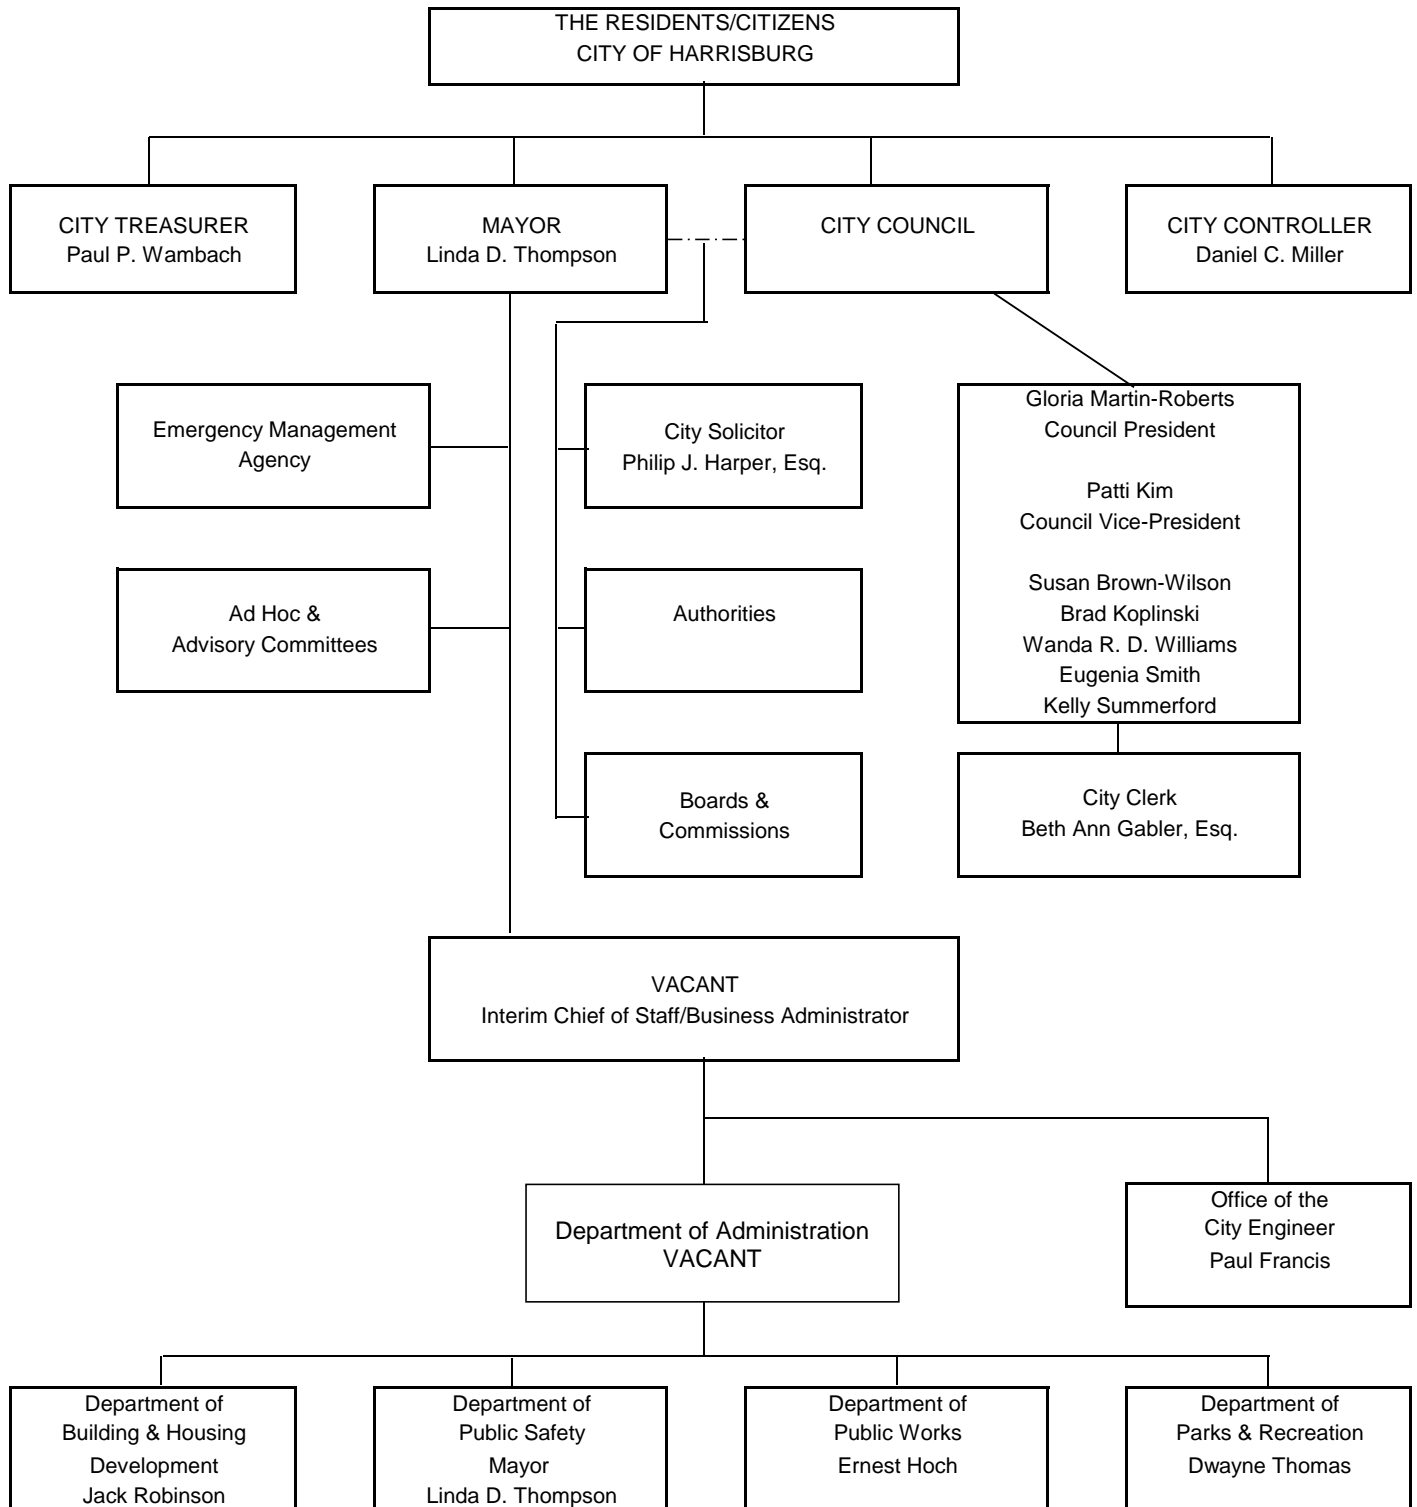 THE RESIDENTS/CITIZENS
CITY OF HARRISBURG
CITY TREASURER
Paul P. Wambach
MAYOR
Linda D. Thompson
CITY COUNCIL
CITY CONTROLLER
Daniel C. Miller
Emergency Management
Agency
City Solicitor
Philip J. Harper, Esq.
Gloria Martin-Roberts
Council President
Patti Kim
Council Vice-President
Susan Brown-Wilson
Brad Koplinski
Wanda R. D. Williams
Eugenia Smith
Kelly Summerford
Ad Hoc &
Advisory Committees
Authorities
Boards &
Commissions
City Clerk
Beth Ann Gabler, Esq.
VACANT
Interim Chief of Staff/Business Administrator
Department of Administration
VACANT
Office of the
City Engineer
Paul Francis
Department of
Building & Housing
Development
Jack Robinson
Department of
Public Safety
Mayor
Linda D. Thompson
Department of
Public Works
Ernest Hoch
Department of
Parks & Recreation
Dwayne Thomas